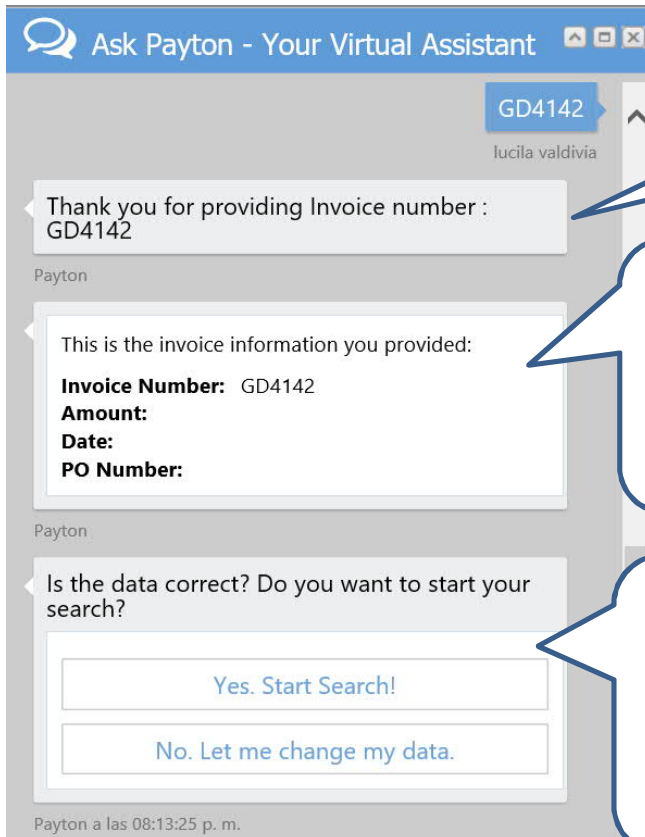 Ask Payton - Your Virtual Assistant
GD4142
lucila valdivia
Thank you for providing Invoice number :
GD4142
Payton
This is the invoice information you provided:
Invoice Number: GD4142
Amount:
Date:
PO Number:
Payton
Is the data correct? Do you want to start your
search?
Yes. Start Search!
No. Let me change my data.
Payton a las 08:13:25 p. m.